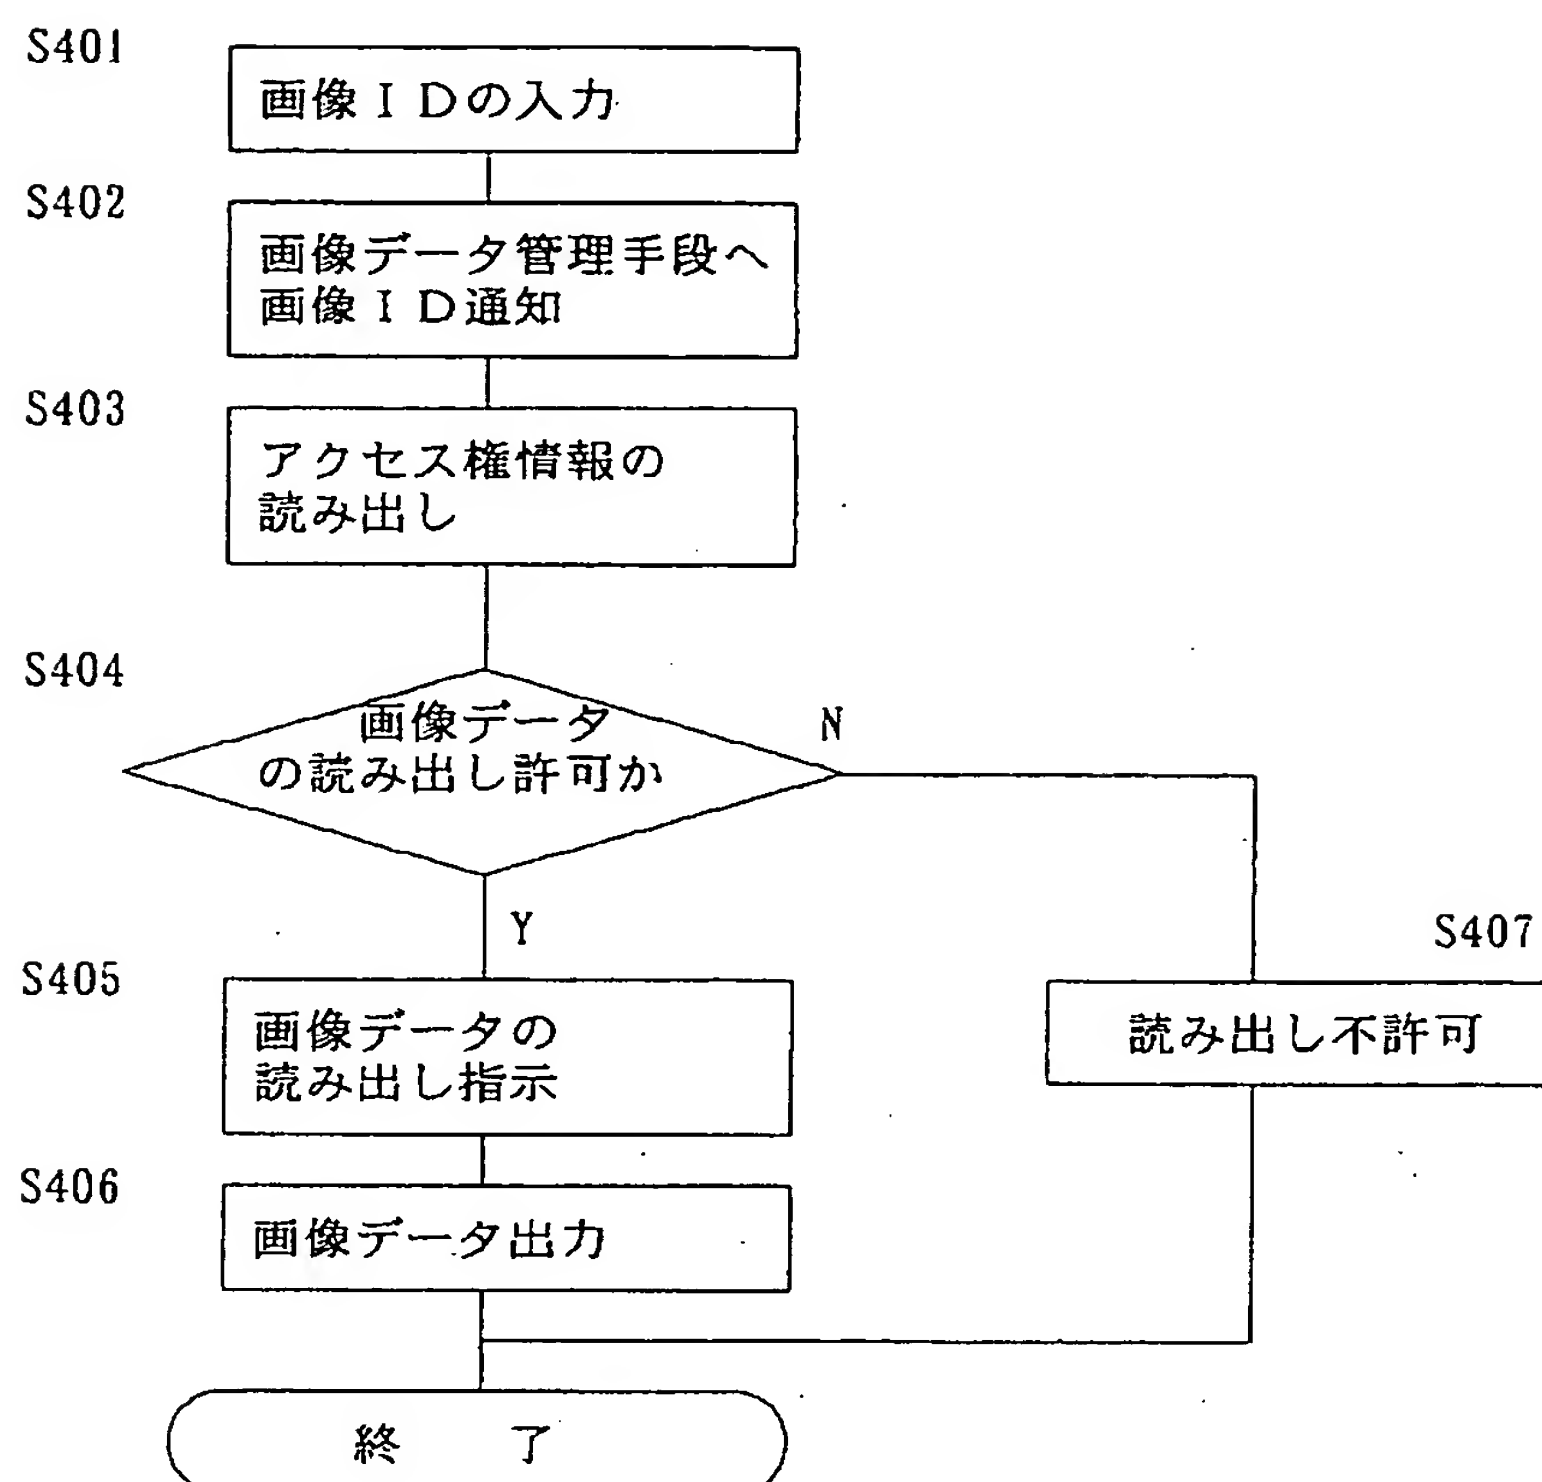 S401
画像ＩＤの入力
S402
画像データ管理手段へ
画像ＩＤ通知
S403
アクセス権情報の
読み出し
S404
画像データ
の読み出し許可か
N
Y
S405
画像データの
読み出し指示
S407
読み出し不許可
S406
画像データ出力
終　　了